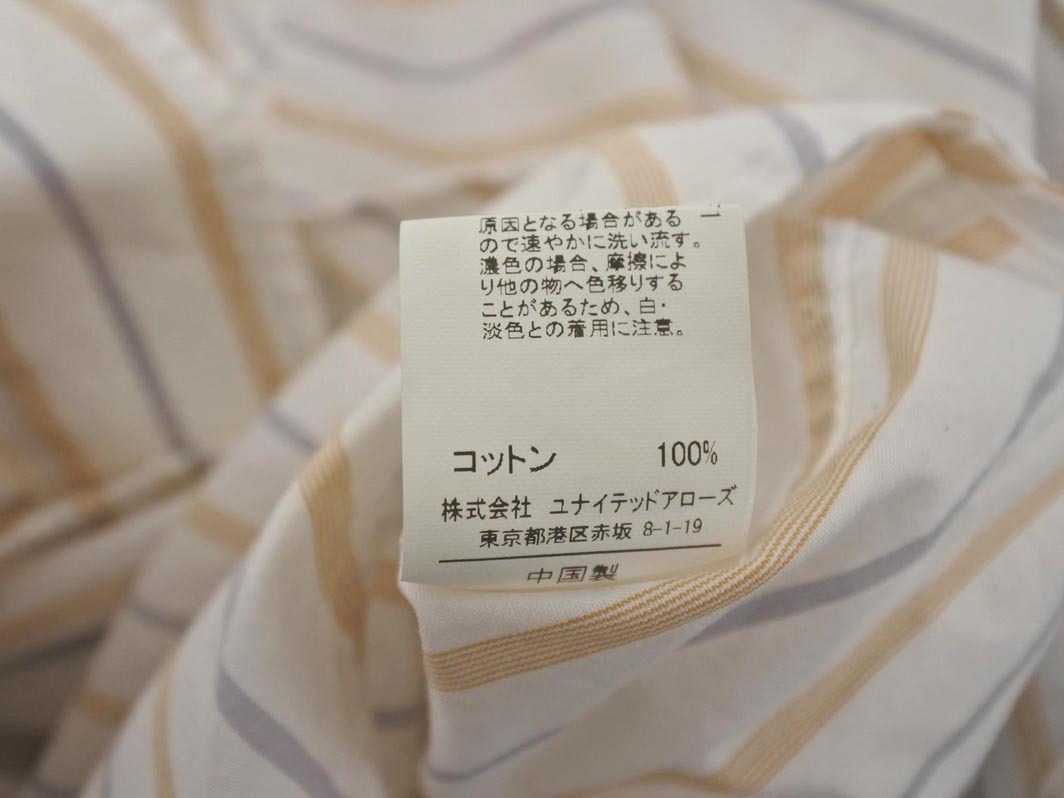 原因となる場合がある
ので速やかに洗い流す。
濃色の場合、摩擦によ
り他の物へ色移りする
ことがあるため、白・
淡色との着用に注意。
コットン 100%
株式会社 ユナイテッドアローズ
東京都港区赤坂 8-1-19
中国製